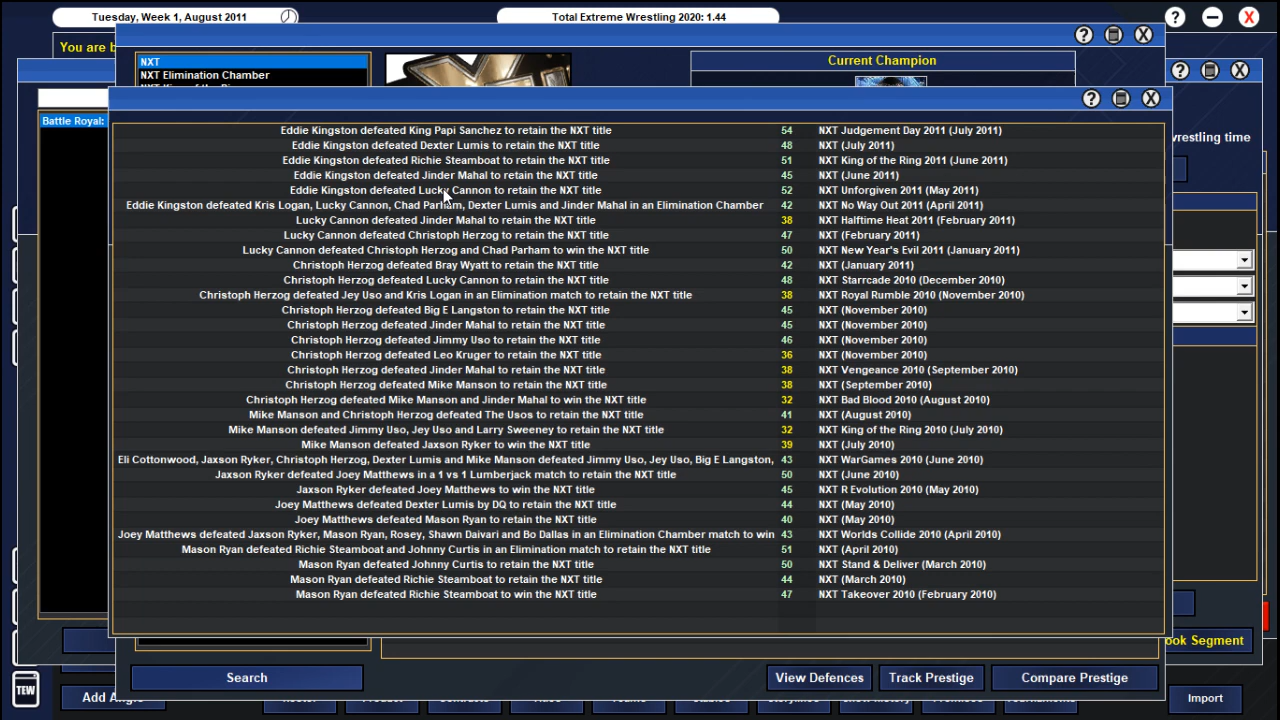 Tuesday, Week 1, August 2011
Total Extreme Wrestling 2020: 1.44
You are b
NXT
NXT Elimination Chamber
Current Champion
Battle Royal:
wrestling time
Eddie Kingston defeated King Papi Sanchez to retain the NXT title 54 NXT Judgement Day 2011 (July 2011)
Eddie Kingston defeated Dexter Lumis to retain the NXT title 48 NXT (July 2011)
Eddie Kingston defeated Richie Steamboat to retain the NXT title 51 NXT King of the Ring 2011 (June 2011)
Eddie Kingston defeated Jinder Mahal to retain the NXT title 45 NXT (June 2011)
Eddie Kingston defeated Lucky Cannon to retain the NXT title 52 NXT Unforgiven 2011 (May 2011)
Eddie Kingston defeated Kris Logan, Lucky Cannon, Chad Parham, Dexter Lumis and Jinder Mahal in an Elimination Chamber 42 NXT No Way Out 2011 (April 2011)
Lucky Cannon defeated Jinder Mahal to retain the NXT title 38 NXT Halftime Heat 2011 (February 2011)
Lucky Cannon defeated Christoph Herzog to retain the NXT title 47 NXT (February 2011)
Lucky Cannon defeated Christoph Herzog and Chad Parham to win the NXT title 50 NXT New Year's Evil 2011 (January 2011)
Christoph Herzog defeated Bray Wyatt to retain the NXT title 42 NXT (January 2011)
Christoph Herzog defeated Lucky Cannon to retain the NXT title 48 NXT Starrcade 2010 (December 2010)
Christoph Herzog defeated Jey Uso and Kris Logan in an Elimination match to retain the NXT title 38 NXT Royal Rumble 2010 (November 2010)
Christoph Herzog defeated Big E Langston to retain the NXT title 45 NXT (November 2010)
Christoph Herzog defeated Jinder Mahal to retain the NXT title 45 NXT (November 2010)
Christoph Herzog defeated Jimmy Uso to retain the NXT title 46 NXT (November 2010)
Christoph Herzog defeated Leo Kruger to retain the NXT title 36 NXT (November 2010)
Christoph Herzog defeated Jinder Mahal to retain the NXT title 38 NXT Vengeance 2010 (September 2010)
Christoph Herzog defeated Mike Manson to retain the NXT title 38 NXT (September 2010)
Christoph Herzog defeated Mike Manson and Jinder Mahal to win the NXT title 32 NXT Bad Blood 2010 (August 2010)
Mike Manson and Christoph Herzog defeated The Usos to retain the NXT title 41 NXT (August 2010)
Mike Manson defeated Jimmy Uso, Jey Uso and Larry Sweeney to retain the NXT title 32 NXT King of the Ring 2010 (July 2010)
Mike Manson defeated Jaxson Ryker to win the NXT title 39 NXT (July 2010)
Eli Cottonwood, Jaxson Ryker, Christoph Herzog, Dexter Lumis and Mike Manson defeated Jimmy Uso, Jey Uso, Big E Langston, 43 NXT WarGames 2010 (June 2010)
Jaxson Ryker defeated Joey Matthews in a 1 vs 1 Lumberjack match to retain the NXT title 50 NXT (June 2010)
Jaxson Ryker defeated Joey Matthews to win the NXT title 45 NXT R Evolution 2010 (May 2010)
Joey Matthews defeated Dexter Lumis by DQ to retain the NXT title 44 NXT (May 2010)
Joey Matthews defeated Mason Ryan to retain the NXT title 40 NXT (May 2010)
Joey Matthews defeated Jaxson Ryker, Mason Ryan, Rosey, Shawn Daivari and Bo Dallas in an Elimination Chamber match to win 43 NXT Worlds Collide 2010 (April 2010)
Mason Ryan defeated Richie Steamboat and Johnny Curtis in an Elimination match to retain the NXT title 51 NXT (April 2010)
Mason Ryan defeated Johnny Curtis to retain the NXT title 50 NXT Stand & Deliver (March 2010)
Mason Ryan defeated Richie Steamboat to retain the NXT title 44 NXT (March 2010)
Mason Ryan defeated Richie Steamboat to win the NXT title 47 NXT Takeover 2010 (February 2010)
ook Segment
Search
View Defences
Track Prestige
Compare Prestige
TEW
Add An
Import